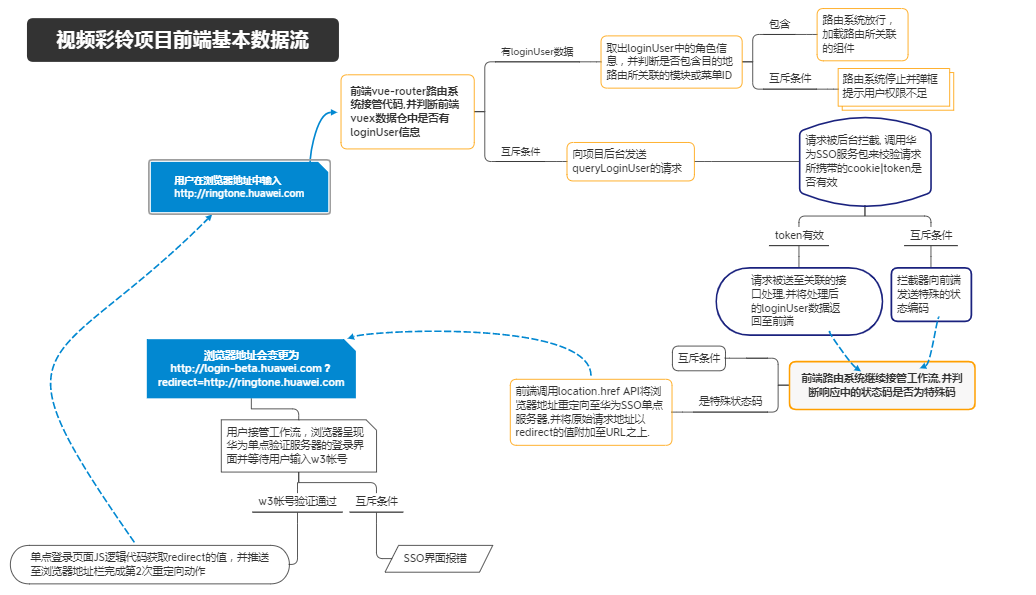 视频彩铃项目前端基本数据流
用户在浏览器地址中输入
http://ringtone.huawei.com
前端vue-router路由系
统接管代码,并判断前端
vuex数据仓中是否有
loginUser信息
有loginUser数据
取出loginUser中的角色信
息，并判断是否包含目的地
路由所关联的模块或菜单ID
包含
路由系统放行，
加载路由所关联
的组件
互斥条件
路由系统停止并弹框
提示用户权限不足
互斥条件
向项目后台发送
queryLoginUser的请求
请求被后台拦截, 调用华
为SSO服务包来校验请求
所携带的cookie|token是
否有效
token有效
请求被送至关联的接
口处理,并将处理后
的loginUser数据返
回至前端
互斥条件
拦截器向前端
发送特殊的状
态编码
前端路由系统继续接管工作流,并判
断响应中的状态码是否为特殊码
互斥条件
是特殊状态码
前端调用location.href API将浏
览器地址重定向至华为SSO单点
服务器,并将原始请求地址以
redirect的值附加至URL之上.
浏览器地址会变更为
http://login-beta.huawei.com？
redirect=http://ringtone.huawei.com
用户接管工作流，浏览器呈现
华为单点验证服务器的登录界
面并等待用户输入w3帐号
w3帐号验证通过
互斥条件
单点登录页面JS逻辑代码获取redirect的值，并推送
至浏览器地址栏完成第2次重定向动作
SSO界面报错